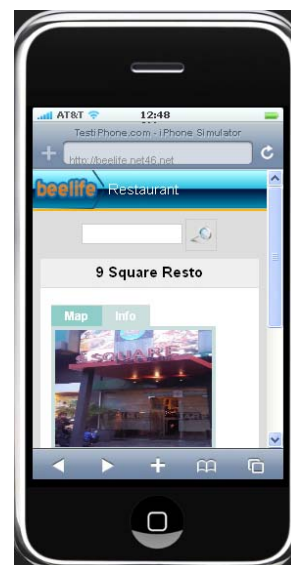 AT&T 12:48
TestiPhone.com - iPhone Simulator
http://beelife.net46.net
beelife Restaurant
9 Square Resto
Map Info
9 SQUARE